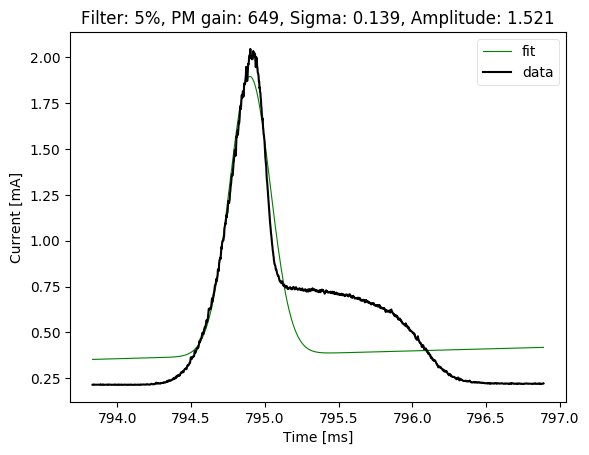 Filter: 5%, PM gain: 649, Sigma: 0.139, Amplitude: 1.521
fit
data
Current [mA]
2.00
1.75
1.50
1.25
1.00
0.75
0.50
0.25
794.0 794.5 795.0 795.5 796.0 796.5 797.0
Time [ms]